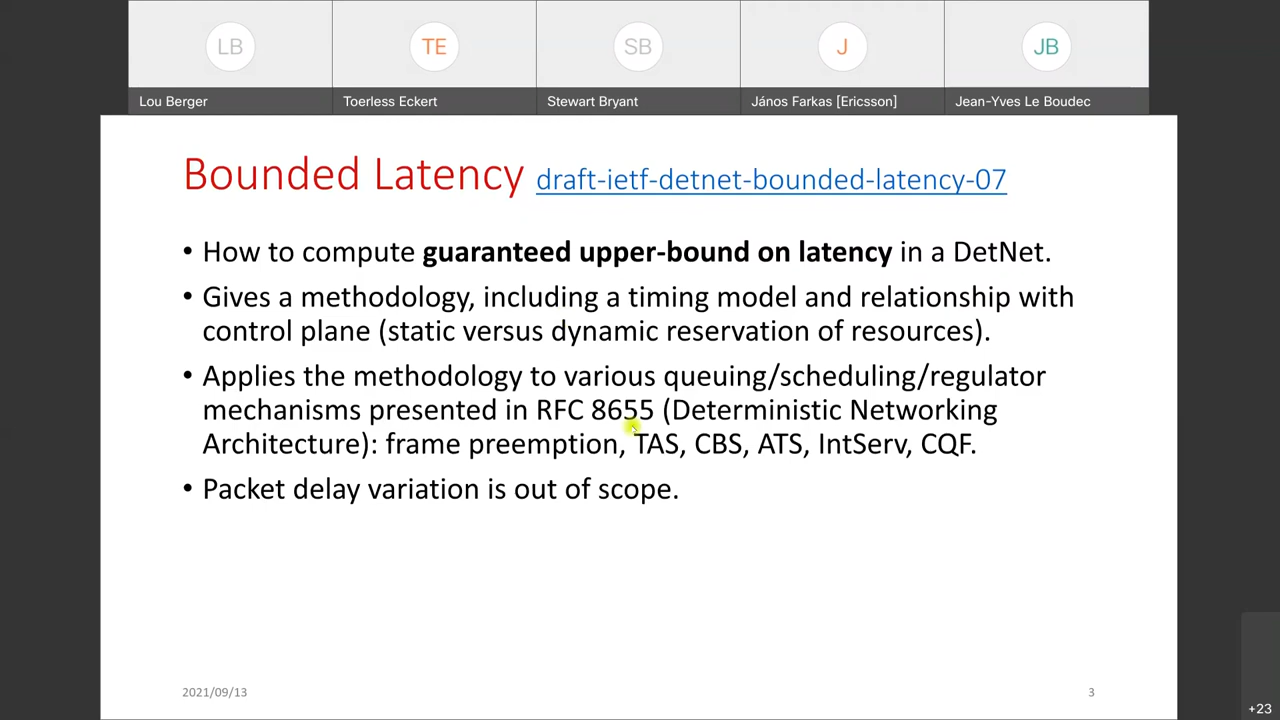 LB
TE
SB
J
JB
Lou Berger
Toerless Eckert
Stewart Bryant
János Farkas [Ericsson]
Jean-Yves Le Boudec
Bounded Latency draft-ietf-detnet-bounded-latency-07
• How to compute guaranteed upper-bound on latency in a DetNet.
• Gives a methodology, including a timing model and relationship with
control plane (static versus dynamic reservation of resources).
• Applies the methodology to various queuing/scheduling/regulator
mechanisms presented in RFC 8655 (Deterministic Networking
Architecture): frame preemption, TAS, CBS, ATS, IntServ, CQF.
• Packet delay variation is out of scope.
2021/09/13
3
+23